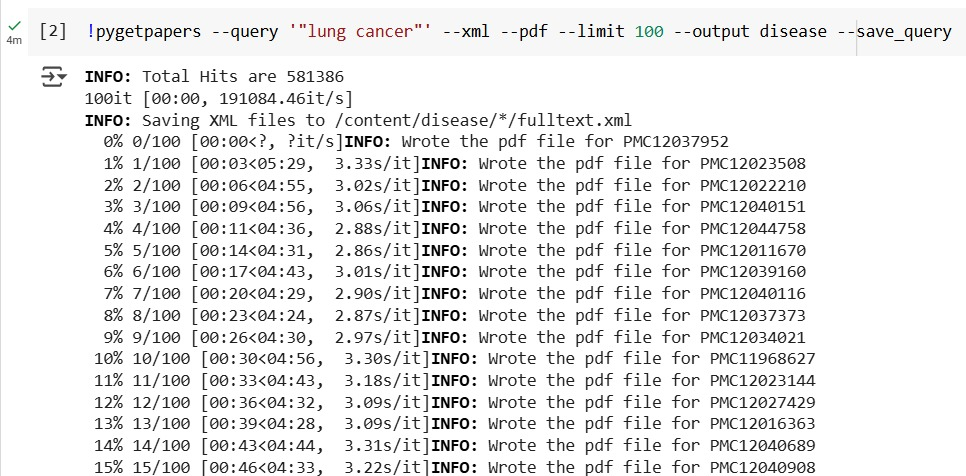 [2] !pygetpapers --query '"lung cancer"' --xml --pdf --limit 100 --output disease --save_query
4m
INFO: Total Hits are 581386
100it [00:00, 191084.46it/s]
INFO: Saving XML files to /content/disease/*/fulltext.xml
0% 0/100 [00:00<?, ?it/s]INFO: Wrote the pdf file for PMC12037952
1% 1/100 [00:03<05:29, 3.33s/it]INFO: Wrote the pdf file for PMC12023508
2% 2/100 [00:06<04:55, 3.02s/it]INFO: Wrote the pdf file for PMC12022210
3% 3/100 [00:09<04:56, 3.06s/it]INFO: Wrote the pdf file for PMC12040151
4% 4/100 [00:11<04:36, 2.88s/it]INFO: Wrote the pdf file for PMC12044758
5% 5/100 [00:14<04:31, 2.86s/it]INFO: Wrote the pdf file for PMC12011670
6% 6/100 [00:17<04:43, 3.01s/it]INFO: Wrote the pdf file for PMC12039160
7% 7/100 [00:20<04:29, 2.90s/it]INFO: Wrote the pdf file for PMC12040116
8% 8/100 [00:23<04:24, 2.87s/it]INFO: Wrote the pdf file for PMC12037373
9% 9/100 [00:26<04:30, 2.97s/it]INFO: Wrote the pdf file for PMC12034021
10% 10/100 [00:30<04:56, 3.30s/it]INFO: Wrote the pdf file for PMC11968627
11% 11/100 [00:33<04:43, 3.18s/it]INFO: Wrote the pdf file for PMC12023144
12% 12/100 [00:36<04:32, 3.09s/it]INFO: Wrote the pdf file for PMC12027429
13% 13/100 [00:39<04:28, 3.09s/it]INFO: Wrote the pdf file for PMC12016363
14% 14/100 [00:43<04:44, 3.31s/it]INFO: Wrote the pdf file for PMC12040689
15% 15/100 [00:46<04:33, 3.22s/it]INFO: Wrote the pdf file for PMC12040908